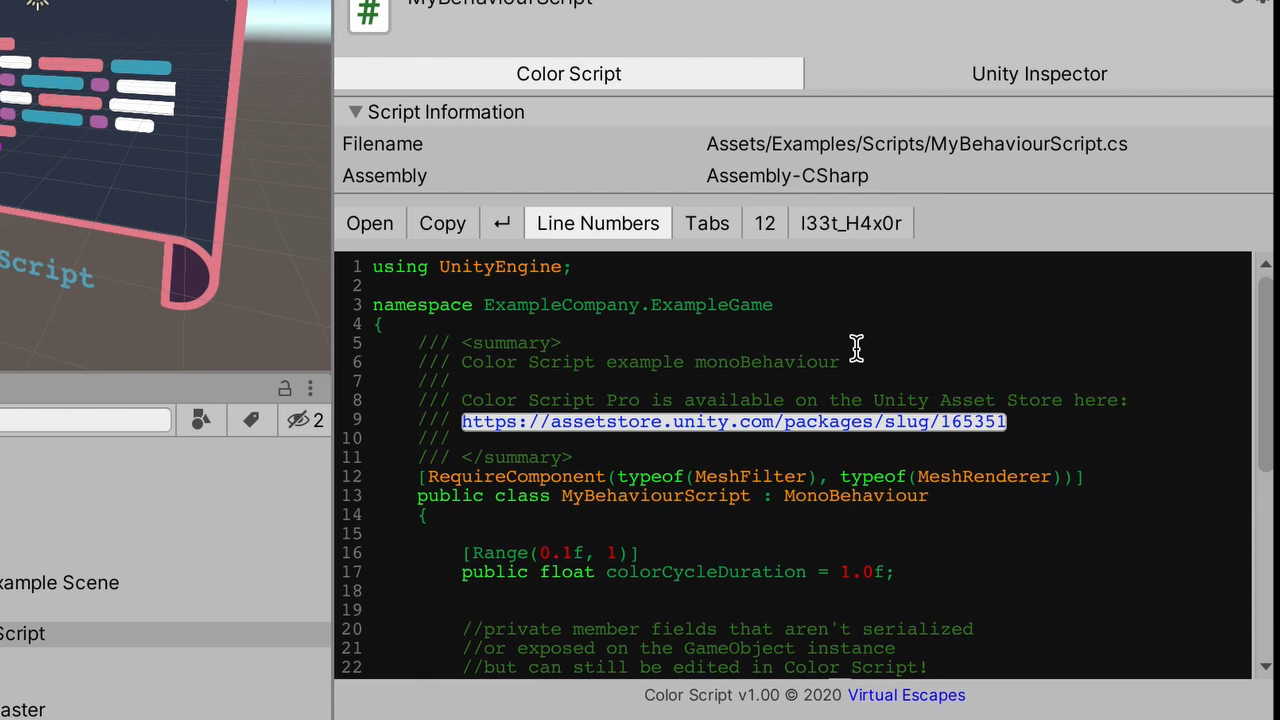 MyBehaviourScript
#
Color Script
Unity Inspector
Script Information
Filename
Assets/Examples/Scripts/MyBehaviourScript.cs
Assembly
Assembly-CSharp
Open
Copy
Line Numbers
Tabs
12
l33t_H4x0r
1 using UnityEngine;
2
3 namespace ExampleCompany.ExampleGame
4 {
5 /// <summary>
6 /// Color Script example monoBehaviour
7 ///
8 /// Color Script Pro is available on the Unity Asset Store here:
9 /// https://assetstore.unity.com/packages/slug/165351
10 ///
11 /// </summary>
12 [RequireComponent(typeof(MeshFilter), typeof(MeshRenderer))]
13 public class MyBehaviourScript : MonoBehaviour
14 {
15
16 [Range(0.1f, 1)]
17 public float colorCycleDuration = 1.0f;
18
19
20 //private member fields that aren't serialized
21 //or exposed on the GameObject instance
22 //but can still be edited in Color Script!
Color Script v1.00 © 2020 Virtual Escapes
Script
2
xample Scene
Script
aster